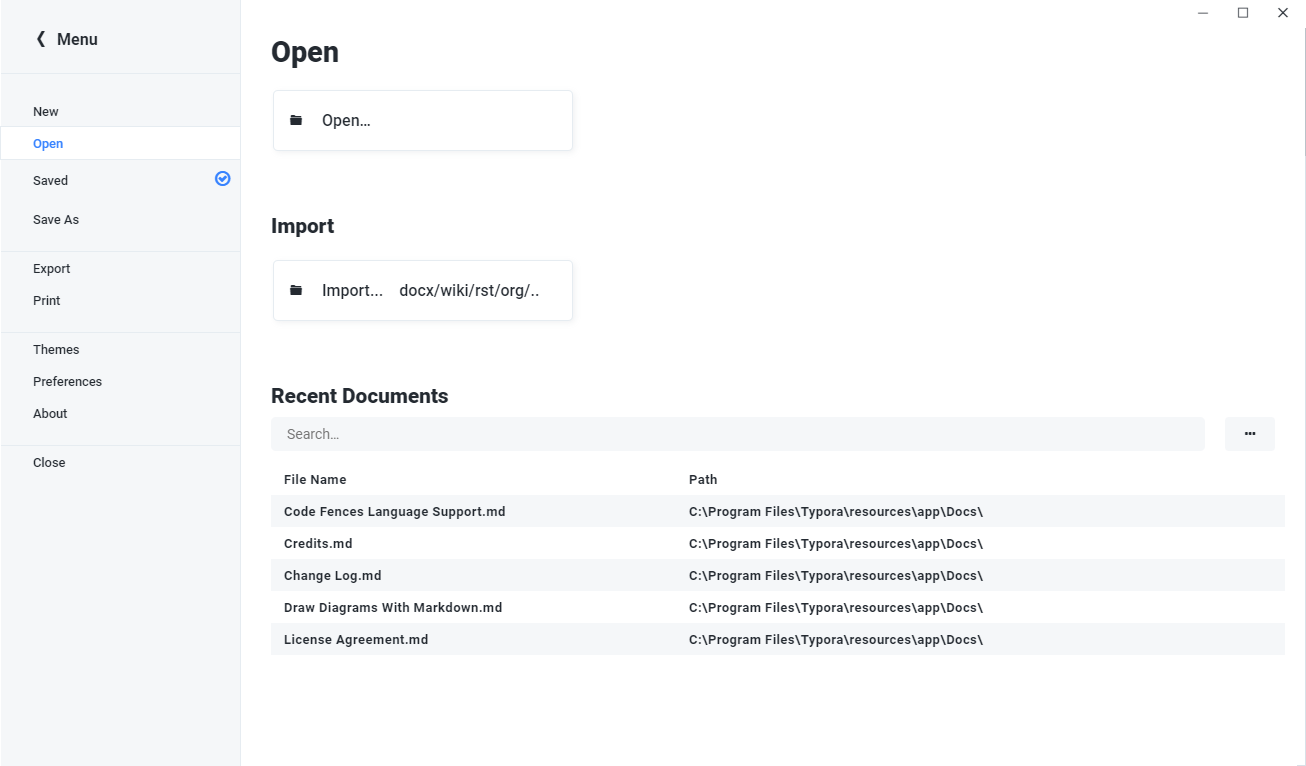 Menu
New
Open
Saved
Save As
Export
Print
Themes
Preferences
About
Close
Open
Open...
Import
Import... docx/wiki/rst/org/..
Recent Documents
Search...
File Name Path
Code Fences Language Support.md C:\Program Files\Typora\resources\app\Docs\
Credits.md C:\Program Files\Typora\resources\app\Docs\
Change Log.md C:\Program Files\Typora\resources\app\Docs\
Draw Diagrams With Markdown.md C:\Program Files\Typora\resources\app\Docs\
License Agreement.md C:\Program Files\Typora\resources\app\Docs\